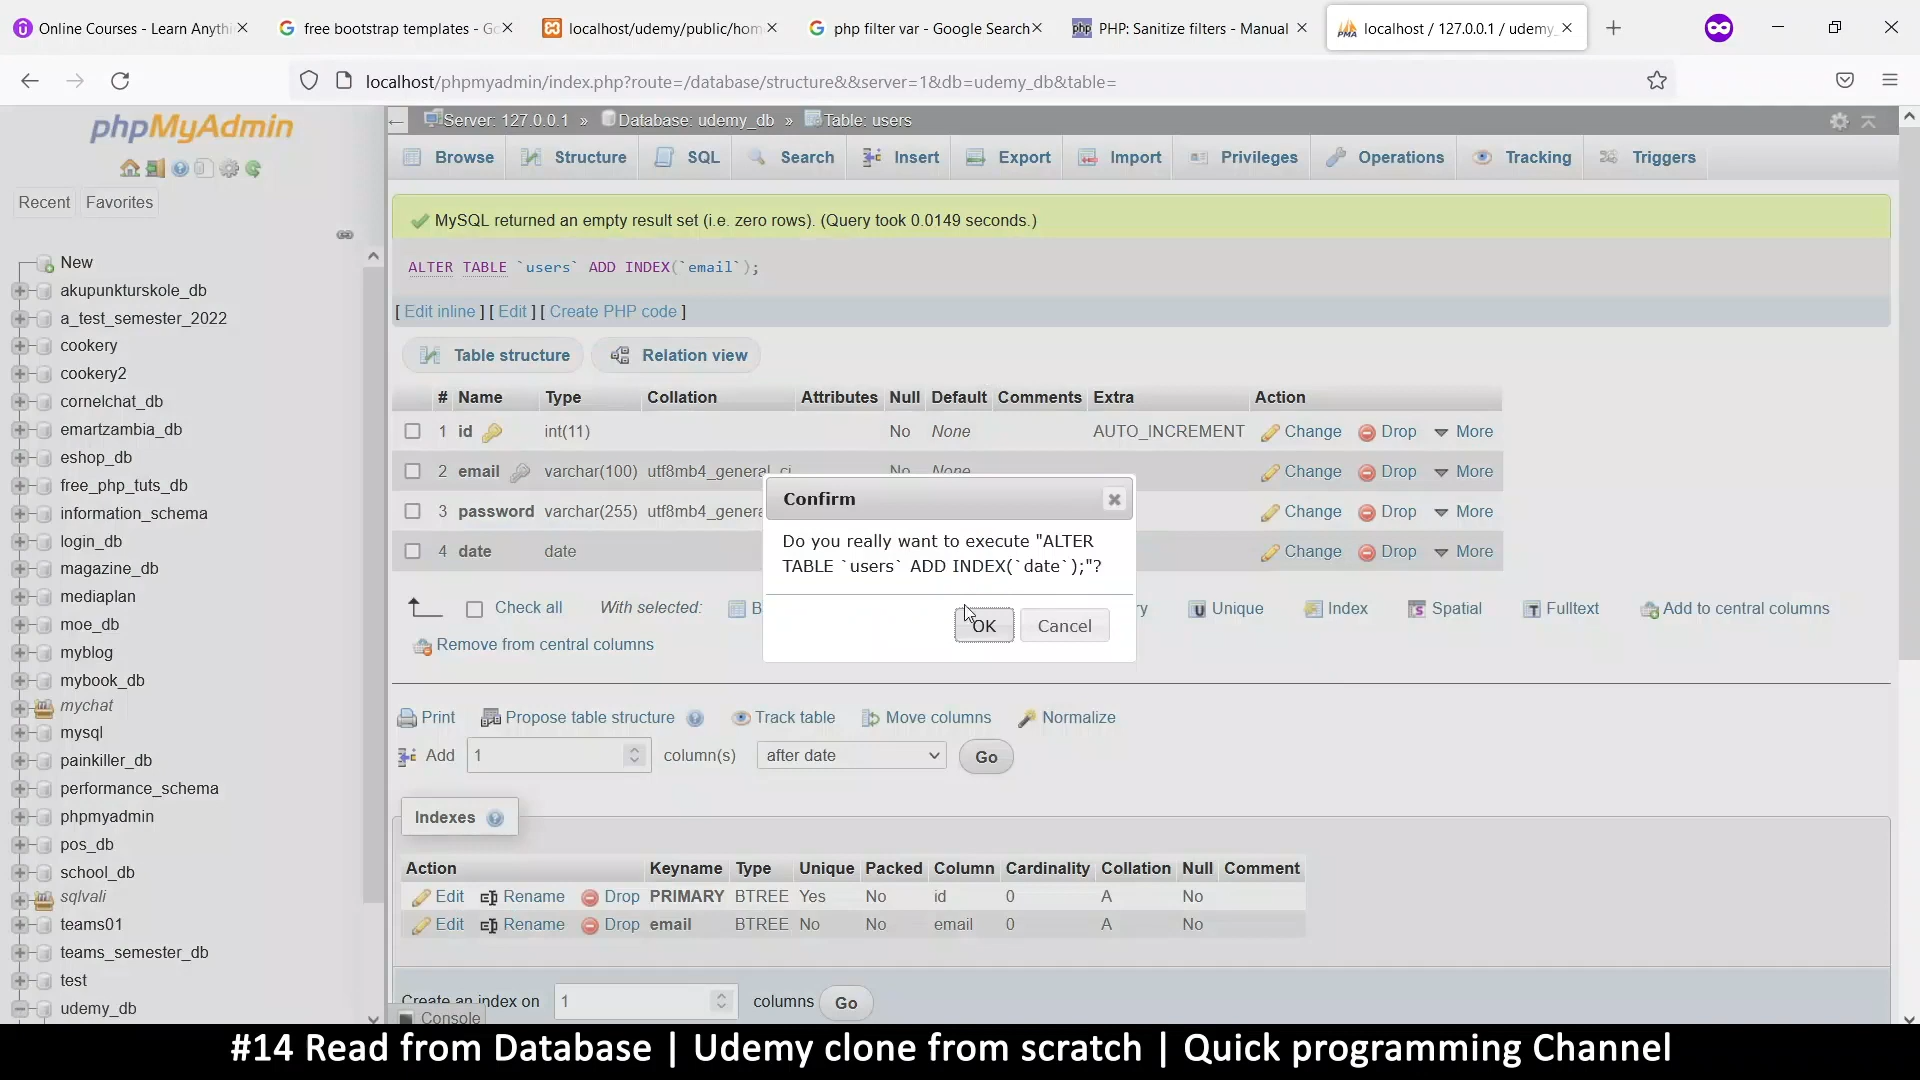 Online Courses - Learn Anythi
free bootstrap templates - Go
localhost/udemy/public/hom
php filter var - Google Search
PHP: Sanitize filters - Manual
localhost / 127.0.0.1 / udemy_
localhost/phpmyadmin/index.php?route=/database/structure&&server=1&db=udemy_db&table=
phpMyAdmin
Recent Favorites
New
akupunkturskole_db
a_test_semester_2022
cookery
cookery2
cornelchat_db
emartzambia_db
eshop_db
free_php_tuts_db
information_schema
login_db
magazine_db
mediaplan
moe_db
myblog
mybook_db
mychat
mysql
painkiller_db
performance_schema
phpmyadmin
pos_db
school_db
sqlvali
teams01
teams_semester_db
test
udemy_db
Server: 127.0.0.1 » Database: udemy_db » Table: users
Browse Structure SQL Search Insert Export Import Privileges Operations Tracking Triggers
MySQL returned an empty result set (i.e. zero rows). (Query took 0.0149 seconds.)
ALTER TABLE `users` ADD INDEX(`email`);
[ Edit inline ] [ Edit ] [ Create PHP code ]
Table structure Relation view
# Name Type Collation Attributes Null Default Comments Extra Action
1 id int(11) No None AUTO_INCREMENT Change Drop More
2 email varchar(100) utf8mb4_general_ci No None Change Drop More
3 password varchar(255) utf8mb4_genera Change Drop More
4 date date Change Drop More
Confirm
Do you really want to execute "ALTER
TABLE `users` ADD INDEX(`date`);"?
OK Cancel
Check all With selected: B ry Unique Index Spatial Fulltext Add to central columns
Remove from central columns
Print Propose table structure Track table Move columns Normalize
Add 1 column(s) after date Go
Indexes
Action Keyname Type Unique Packed Column Cardinality Collation Null Comment
Edit Rename Drop PRIMARY BTREE Yes No id 0 A No
Edit Rename Drop email BTREE No No email 0 A No
Create an index on 1 columns Go
Console
#14 Read from Database | Udemy clone from scratch | Quick programming Channel